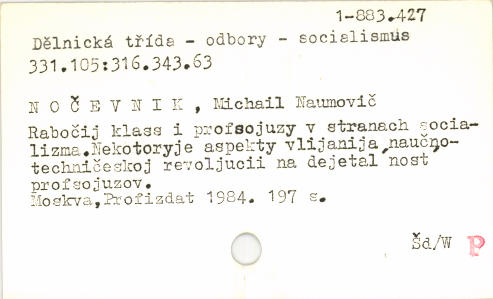 1-883.427
Dělnická třída - odbory - socialismus
331.105:316.343.63
N O Č E V N I K , Michail Naumovič
Rabočij klass i profsojuzy v stranach socia-
lizma.Nekotoryje aspekty vlijanija naučno-
techničeskoj revoljucii na dejetal nost
profsojuzov.
Moskva,Profizdat 1984. 197 s.
Šd/W P